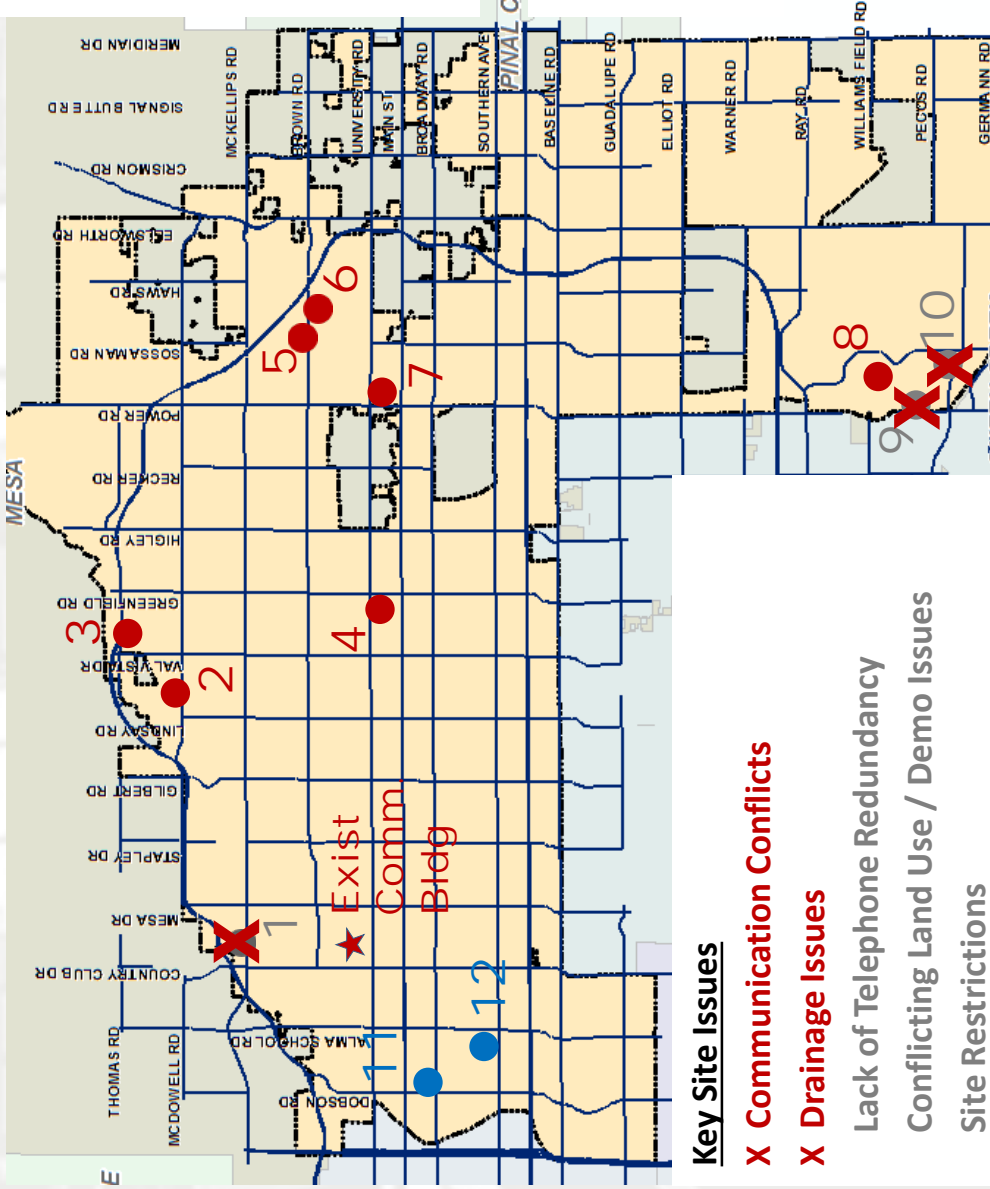 MESA
PINAL C
E
THOMAS RD
MCDOWELL RD
MCKELLIPS RD
BROWN RD
UNIVERSITY RD
MAIN ST
BROADWAY RD
SOUTHERN AVE
BASELINE RD
GUADALUPE RD
ELLIOT RD
WARNER RD
RAY RD
WILLIAMS FIELD RD
PECOS RD
GERMANN RD
DOBSON RD
ALMA SCHOOL RD
COUNTRY CLUB DR
MESA DR
STAPLEY DR
GILBERT RD
LINDSAY RD
VAL VISTA DR
GREENFIELD RD
HIGLEY RD
RECKER RD
POWER RD
SOSSAMAN RD
HAWS RD
ELLSWORTH RD
CRISMON RD
SIGNAL BUTTE RD
MERIDIAN DR
1
2
3
4
5
6
7
8
9
10
11
12
Exist
Comm
Bldg
Key Site Issues
X Communication Conflicts
X Drainage Issues
Lack of Telephone Redundancy
Conflicting Land Use / Demo Issues
Site Restrictions